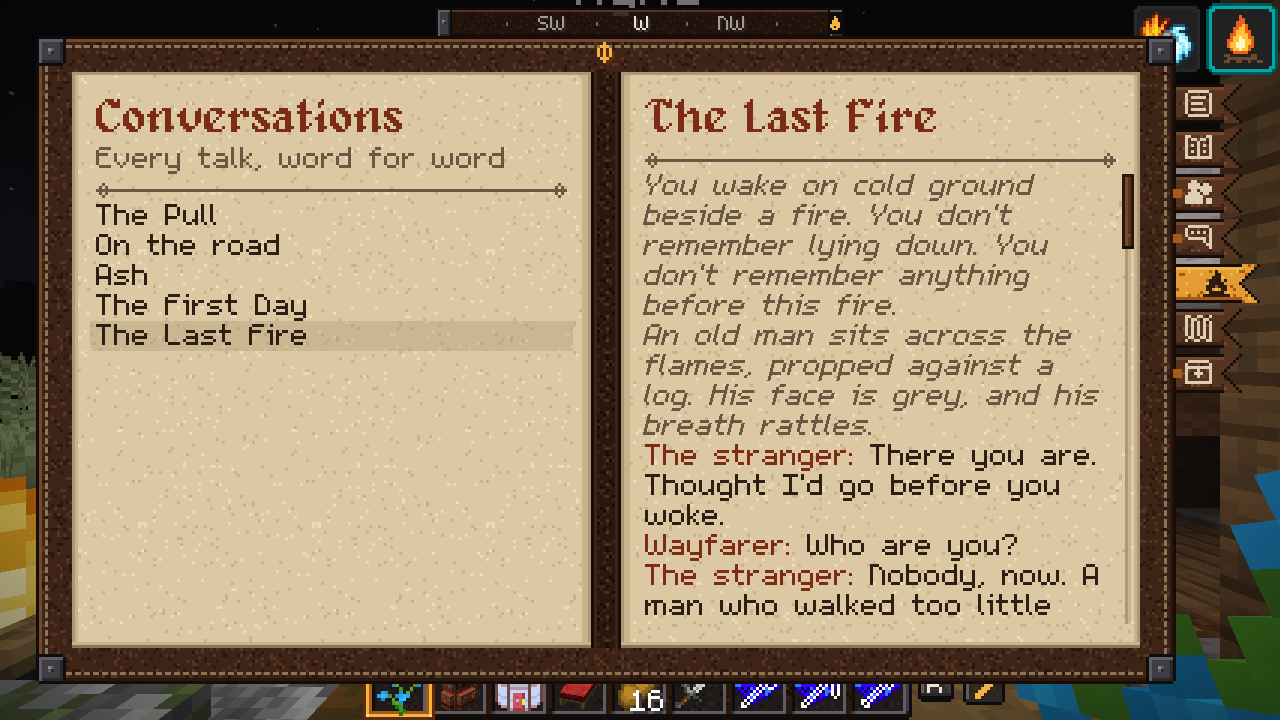 SW W NW
Conversations
Every talk, word for word
The Pull
On the road
Ash
The First Day
The Last Fire
The Last Fire
You wake on cold ground
beside a fire. You don't
remember lying down. You
don't remember anything
before this fire.
An old man sits across the
flames, propped against a
log. His face is grey, and his
breath rattles.
The stranger: There you are.
Thought I'd go before you
woke.
Wayfarer: Who are you?
The stranger: Nobody, now. A
man who walked too little
16